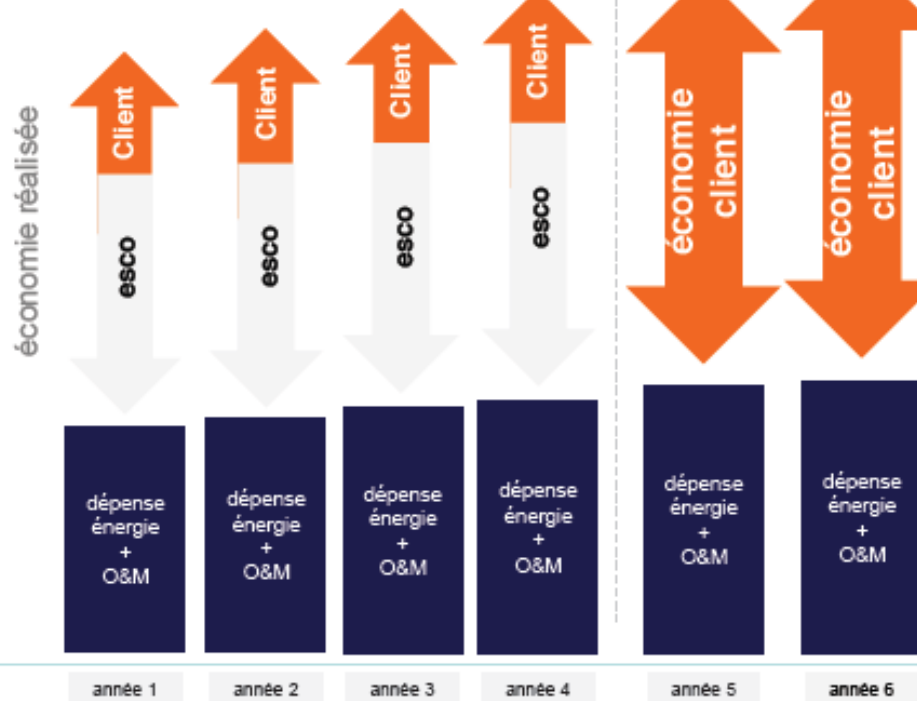 économie réalisée
Client
esco
Client
esco
Client
esco
Client
esco
économie
client
économie
client
dépense
énergie
+
O&M
dépense
énergie
+
O&M
dépense
énergie
+
O&M
dépense
énergie
+
O&M
dépense
énergie
+
O&M
dépense
énergie
+
O&M
année 1
année 2
année 3
année 4
année 5
année 6